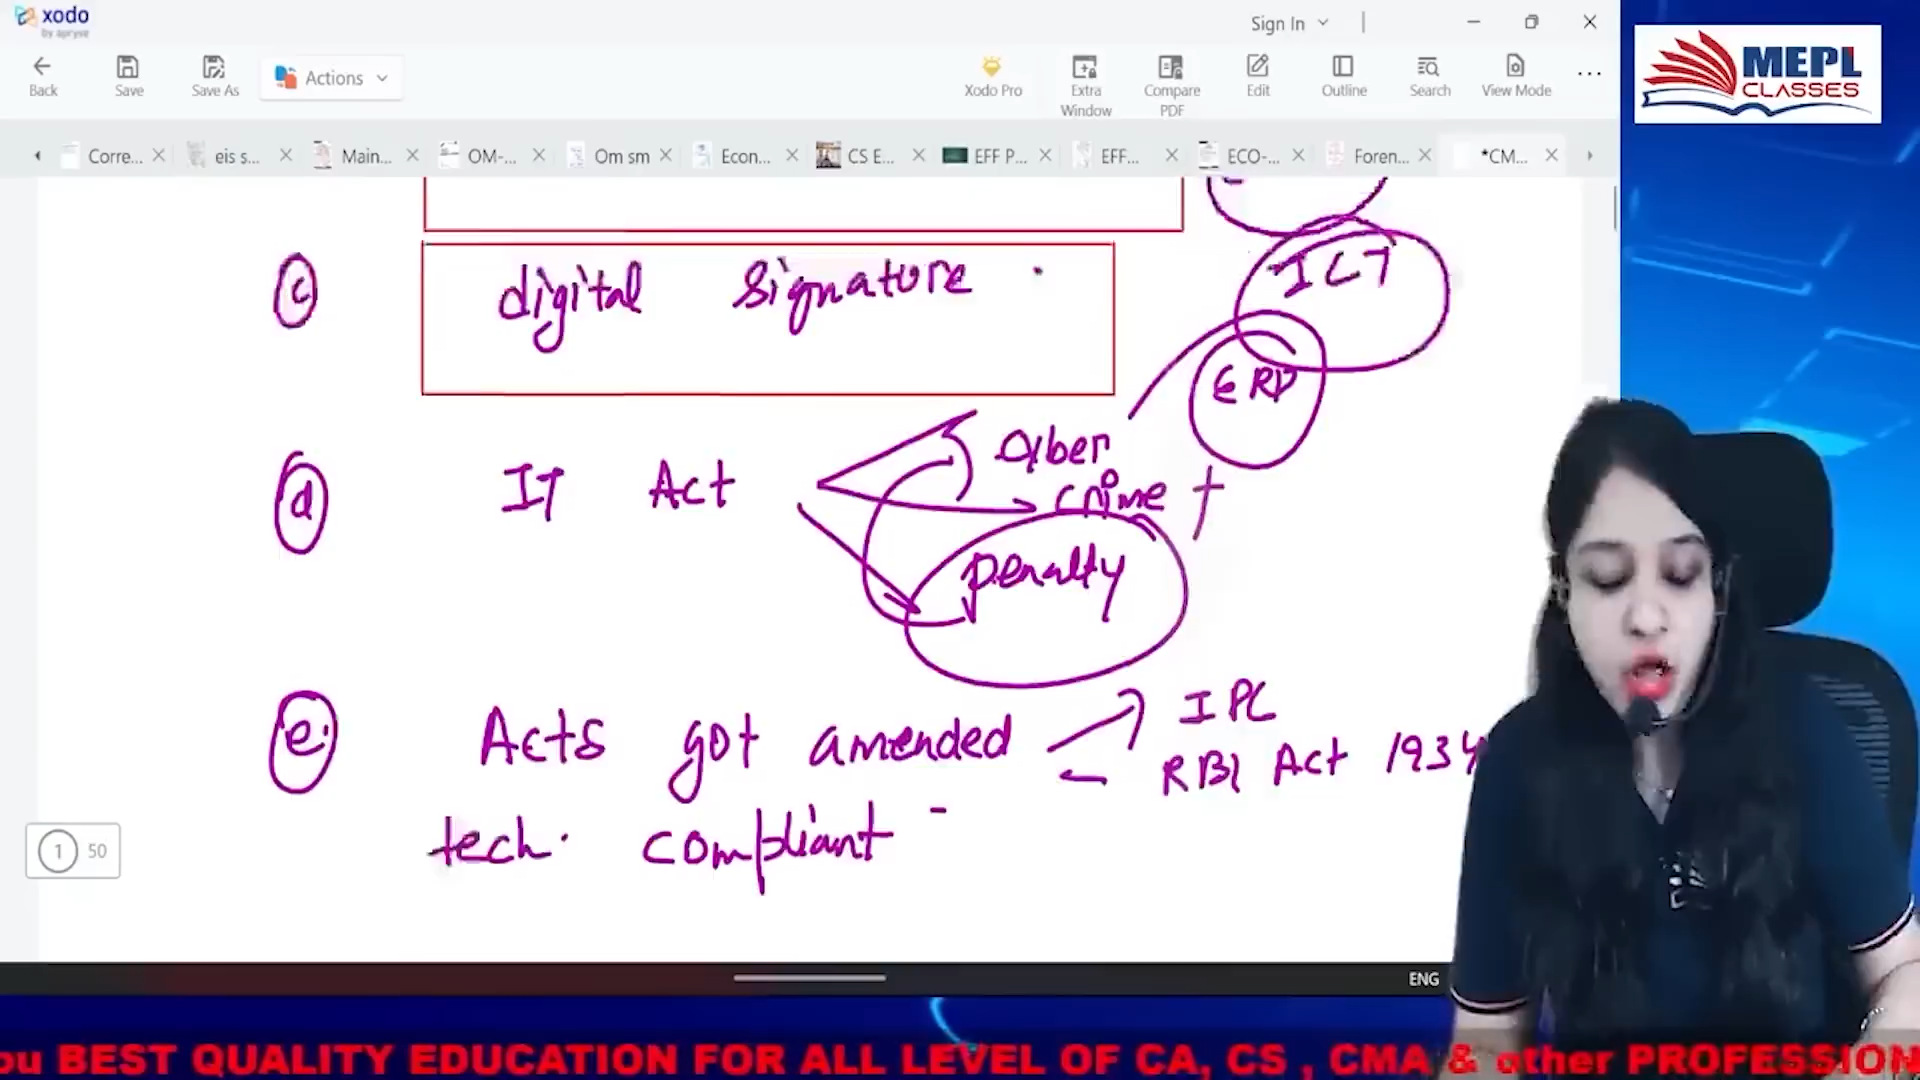 xodo
by apryse
Sign In
Back
Save
Save As
Actions
Xodo Pro
Extra Window
Compare PDF
Edit
Outline
Search
View Mode
MEPL
CLASSES
Corre...
eis s...
Main...
OM-...
Om sm
Econ...
CS E...
EFF P...
EFF...
ECO-...
Foren...
*CM...
c digital signature
ICT
ERP
d IT Act
Cyber
crime +
penalty
e. Acts got amended
IPC
RBI Act 1934
tech. compliant -
1 50
ENG
ou BEST QUALITY EDUCATION FOR ALL LEVEL OF CA, CS , CMA & other PROFESSION